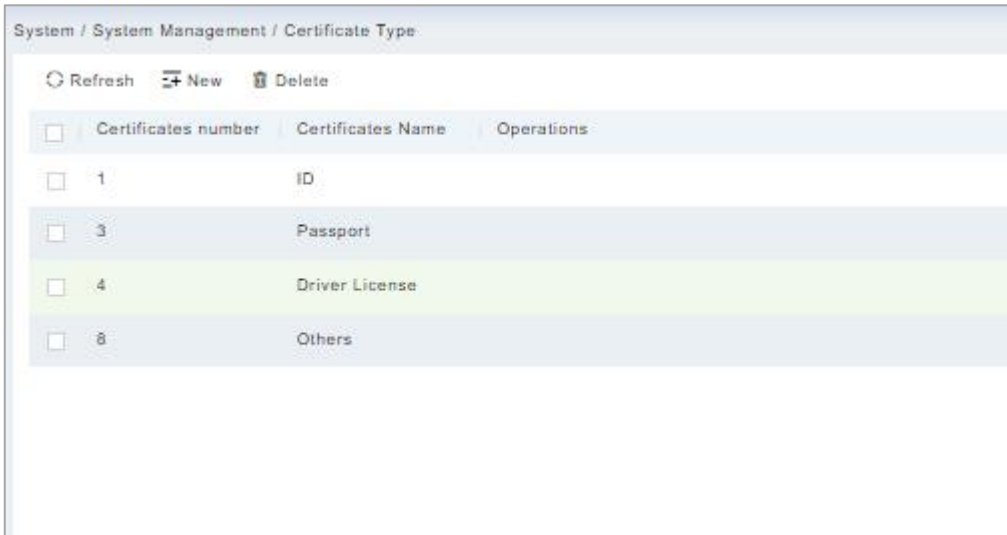 System / System Management / Certificate Type
Refresh New Delete
Certificates number Certificates Name Operations
1 ID
3 Passport
4 Driver License
8 Others